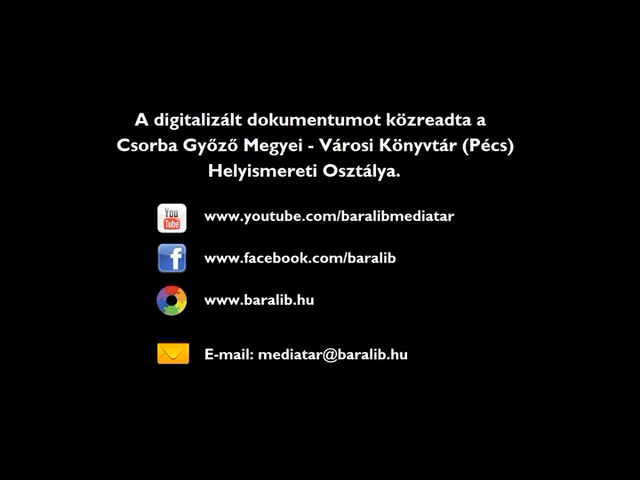 A digitalizált dokumentumot közreadta a
Csorba Győző Megyei - Városi Könyvtár (Pécs)
Helyismereti Osztálya.
You Tube www.youtube.com/baralibmediatar
f www.facebook.com/baralib
www.baralib.hu
E-mail: mediatar@baralib.hu